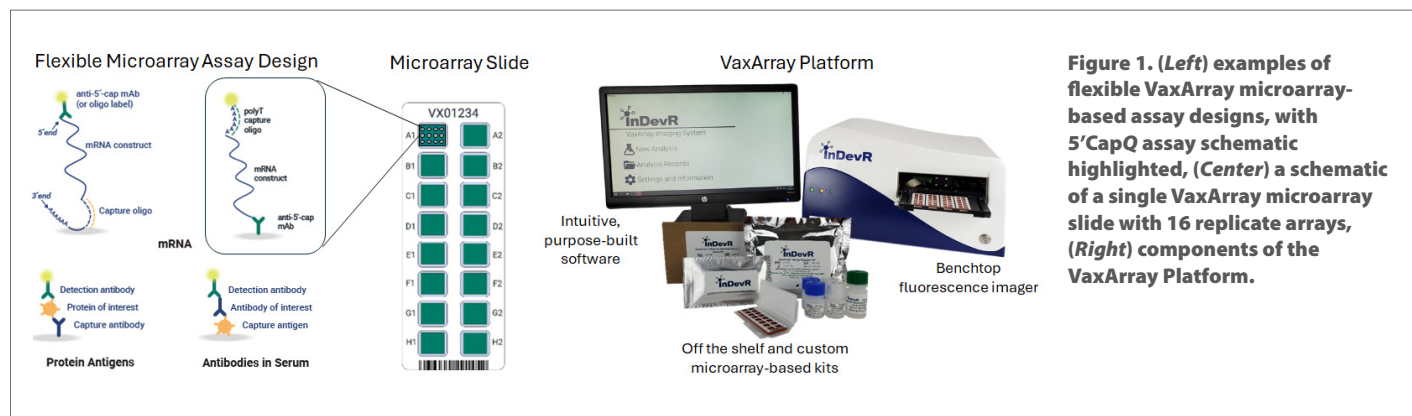 Flexible Microarray Assay Design
anti-5´-cap mAb
(or oligo label)
5´end
mRNA construct
3´end
Capture oligo
AAAAAA
mRNA
polyT
capture
oligo
mRNA
construct
anti-5´-cap
mAb
Detection antibody
Protein of interest
Capture antibody
Protein Antigens
Detection antibody
Antibody of interest
Capture antigen
Antibodies in Serum
Microarray Slide
VX01234
A1 A2
B1 B2
C1 C2
D1 D2
E1 E2
F1 F2
G1 G2
H1 H2
VaxArray Platform
InDevR
VaxArray Imaging System
New Analysis
Analysis Records
Settings and Information
InDevR
Intuitive,
purpose-built
software
InDevR
InDevR
InDevR
Benchtop
fluorescence imager
Off the shelf and custom
microarray-based kits
Figure 1. (Left) examples of
flexible VaxArray microarray-
based assay designs, with
5’CapQ assay schematic
highlighted, (Center) a schematic
of a single VaxArray microarray
slide with 16 replicate arrays,
(Right) components of the
VaxArray Platform.